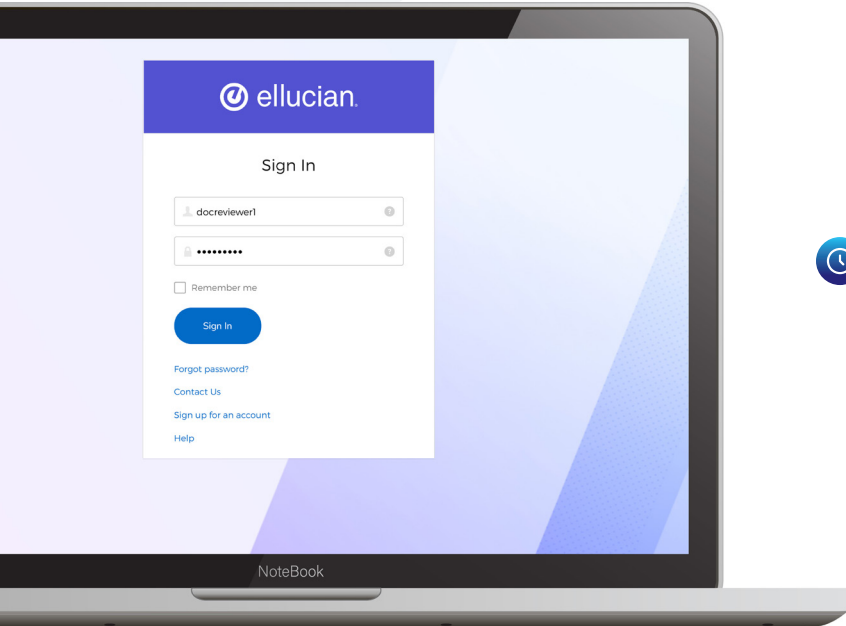 ellucian.
Sign In
docreviewer1
•••••••••
Remember me
Sign In
Forgot password?
Contact Us
Sign up for an account
Help
NoteBook